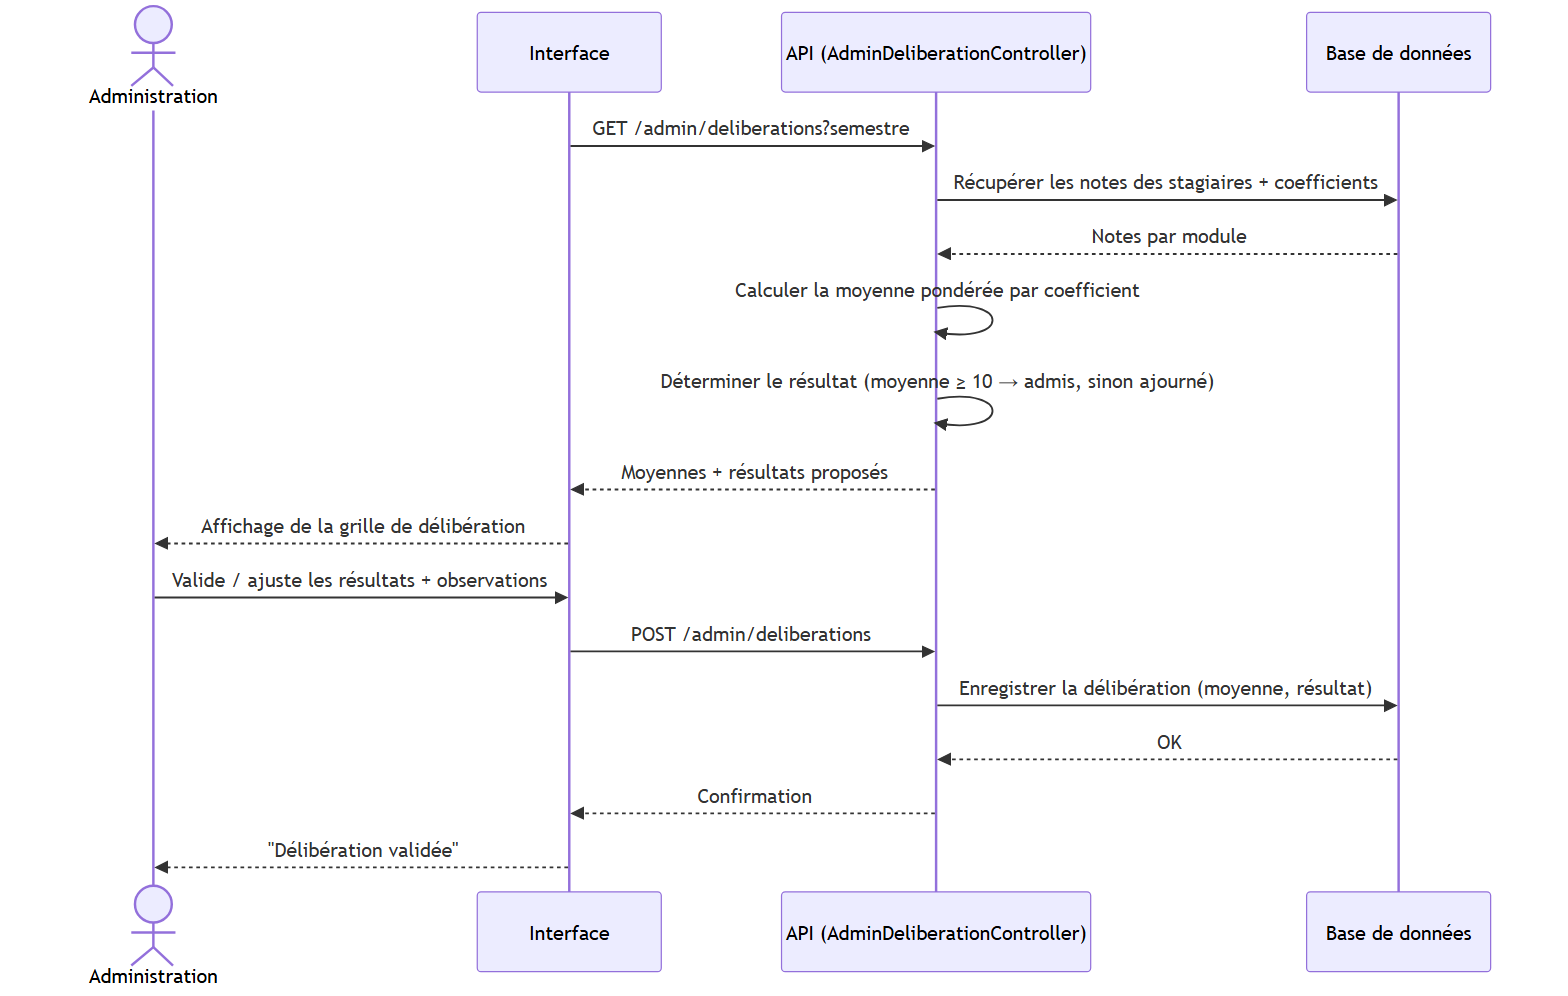 Administration
Interface
API (AdminDeliberationController)
Base de données
GET /admin/deliberations?semestre
Récupérer les notes des stagiaires + coefficients
Notes par module
Calculer la moyenne pondérée par coefficient
Déterminer le résultat (moyenne ≥ 10 → admis, sinon ajourné)
Moyennes + résultats proposés
Affichage de la grille de délibération
Valide / ajuste les résultats + observations
POST /admin/deliberations
Enregistrer la délibération (moyenne, résultat)
OK
Confirmation
"Délibération validée"
Administration
Interface
API (AdminDeliberationController)
Base de données